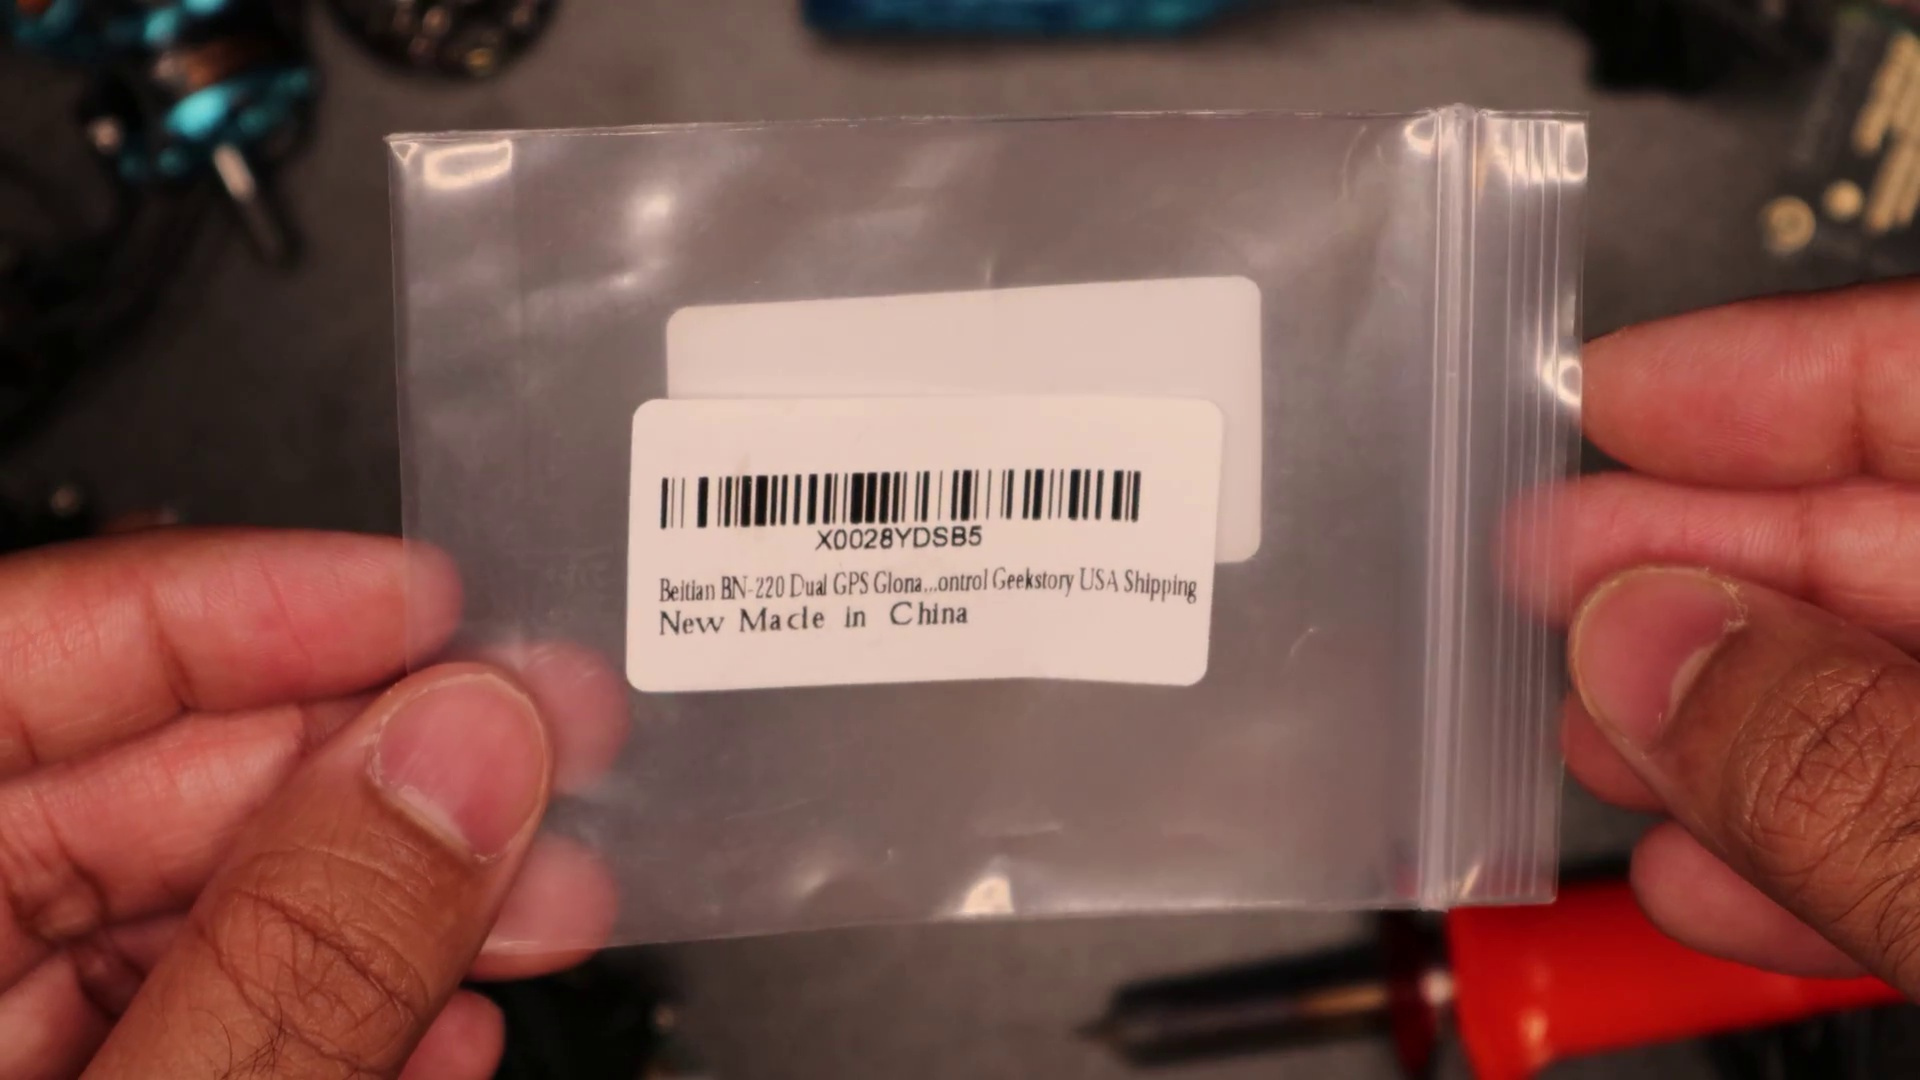 X0028YDSB5
Beitian BN-220 Dual GPS Glona...ontrol Geekstory USA Shipping
New Made in China